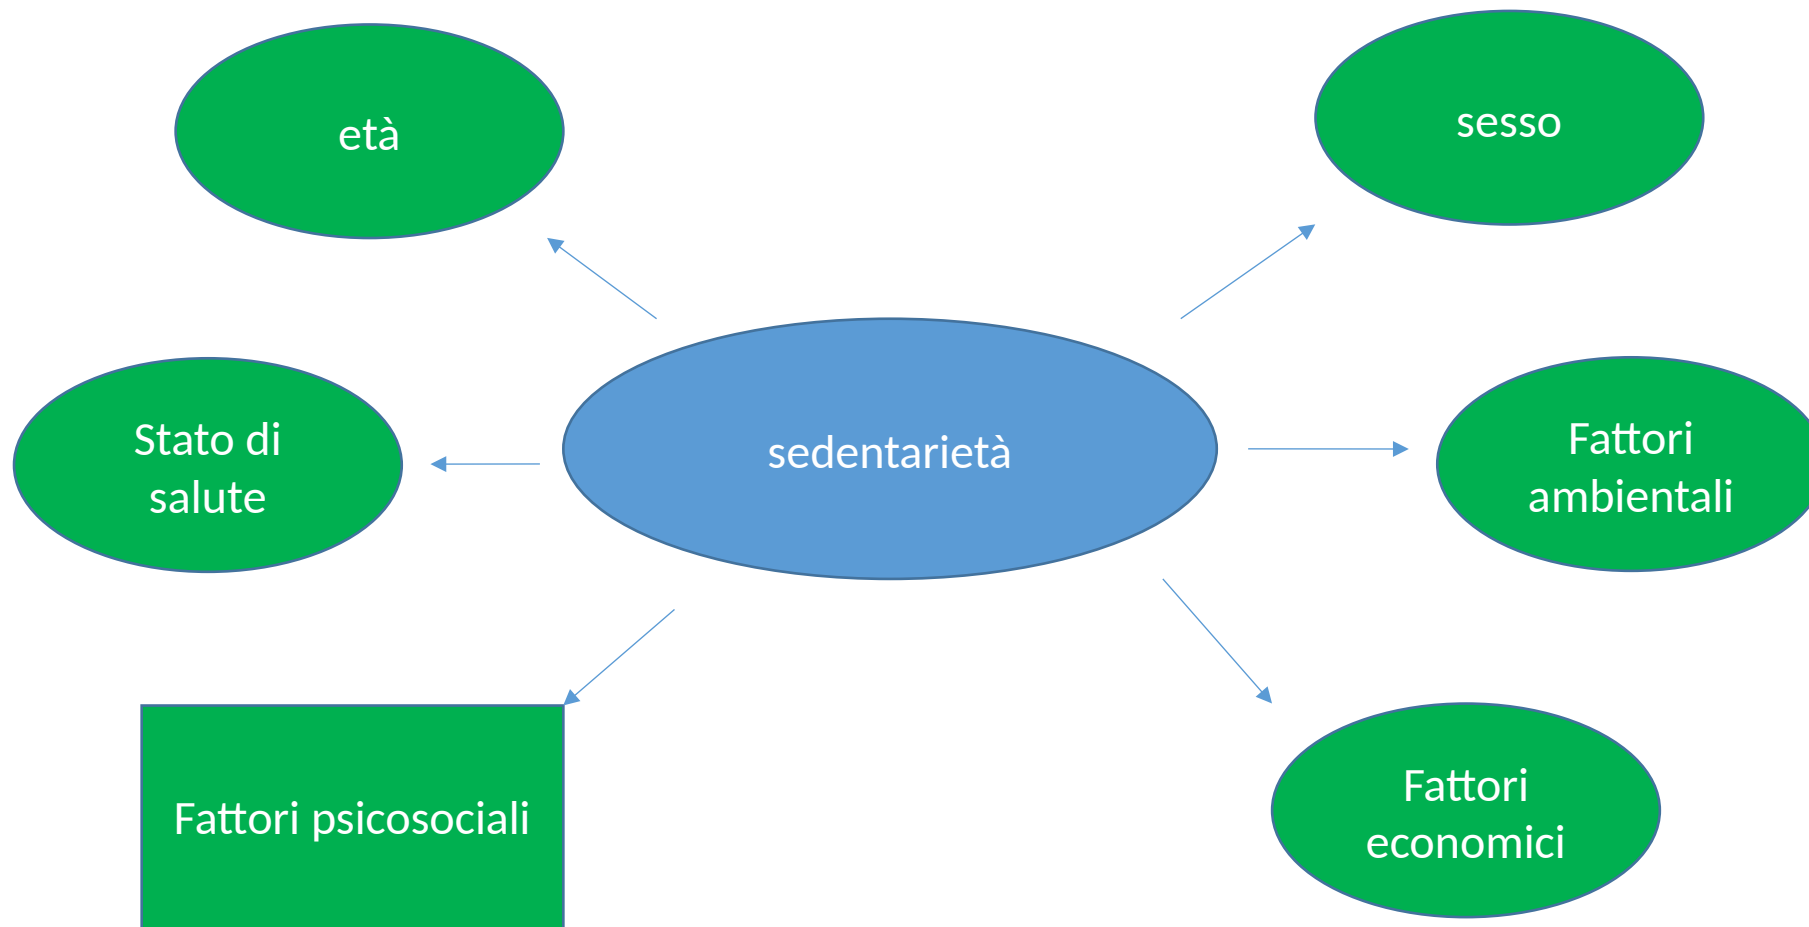 età
sesso
Stato di
salute
sedentarietà
Fattori
ambientali
Fattori psicosociali
Fattori
economici